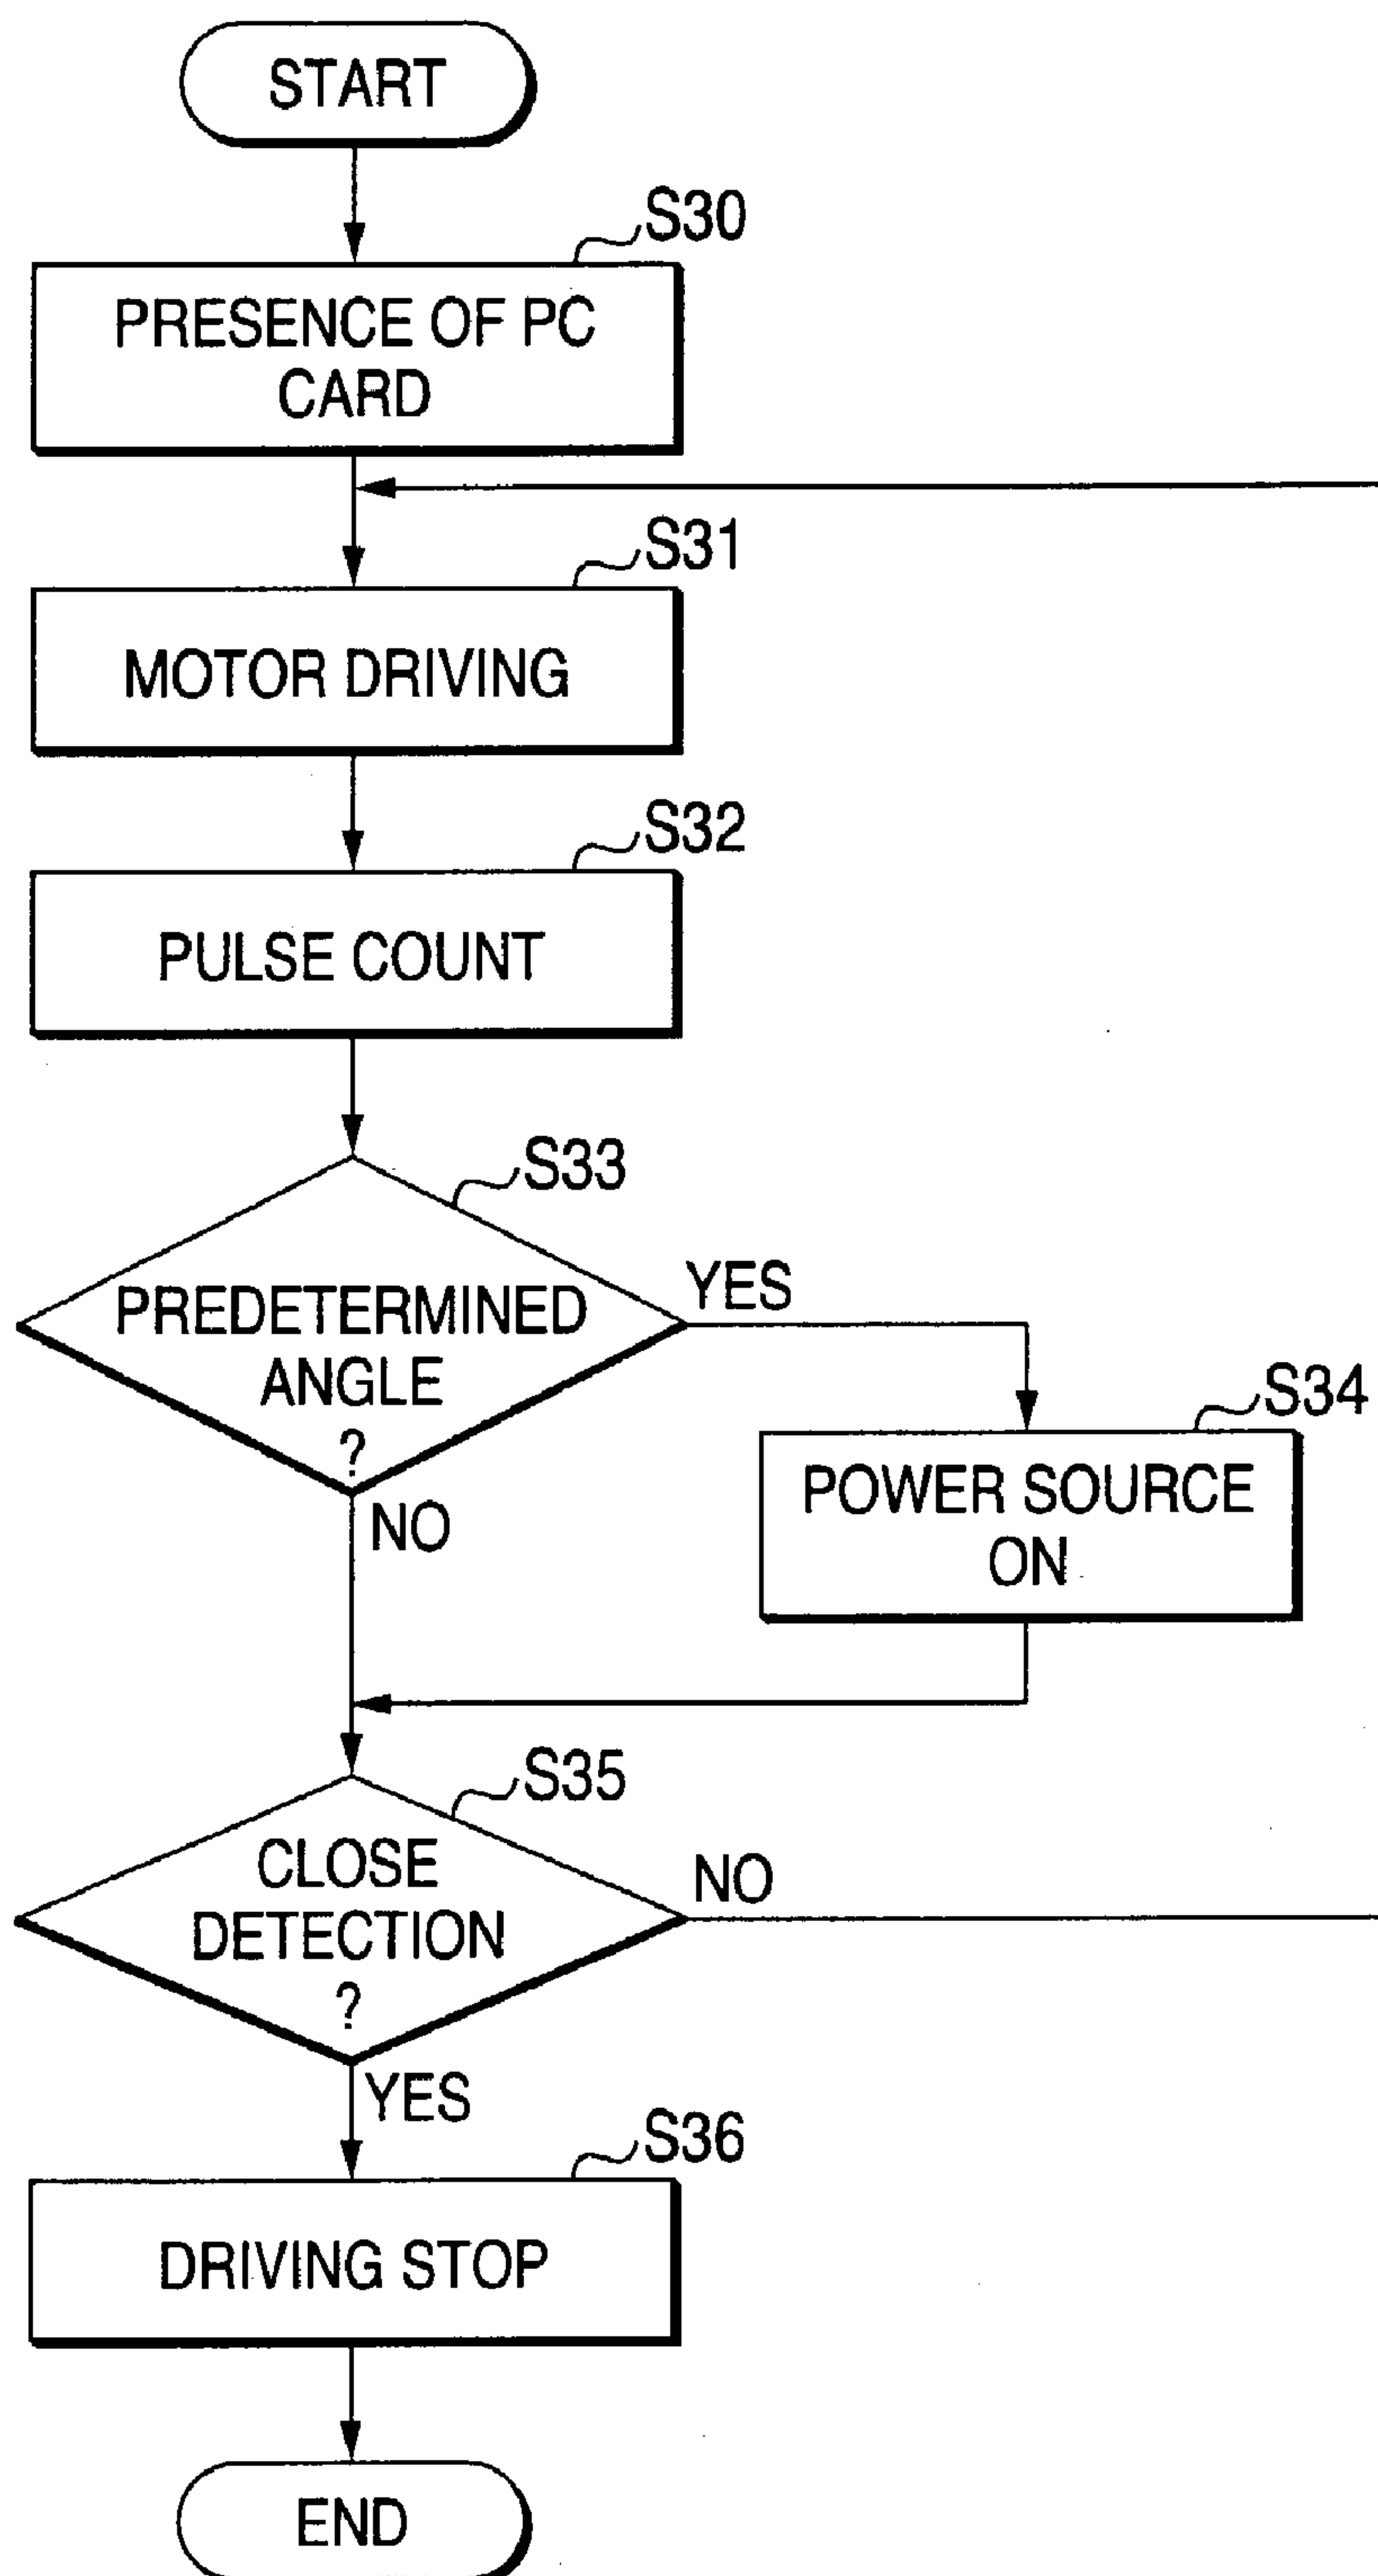 START
S30
PRESENCE OF PC
CARD
S31
MOTOR DRIVING
S32
PULSE COUNT
S33
PREDETERMINED
ANGLE
?
YES
NO
S34
POWER SOURCE
ON
S35
CLOSE
DETECTION
?
NO
YES
S36
DRIVING STOP
END